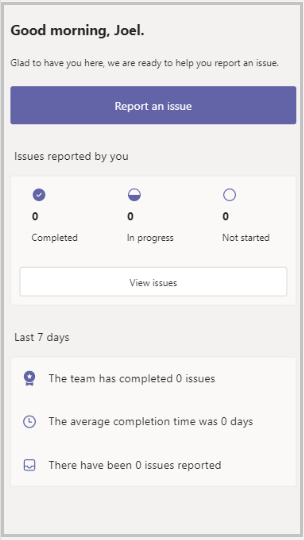 Good morning, Joel.
Glad to have you here, we are ready to help you report an issue.
Report an issue
Issues reported by you
0 0 0
Completed In progress Not started
View issues
Last 7 days
The team has completed 0 issues
The average completion time was 0 days
There have been 0 issues reported